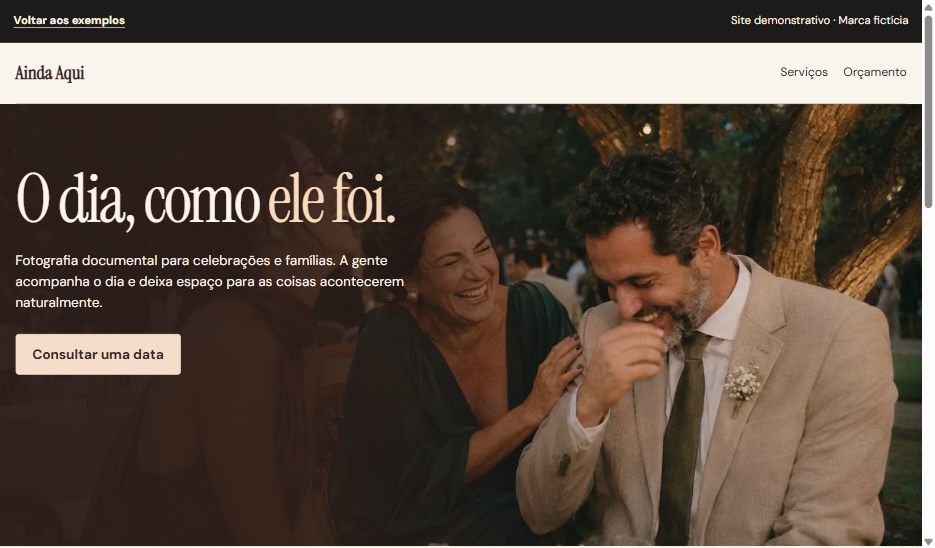 Voltar aos exemplos
Site demonstrativo · Marca fictícia
Ainda Aqui
Serviços
Orçamento
O dia, como ele foi.
Fotografia documental para celebrações e famílias. A gente
acompanha o dia e deixa espaço para as coisas acontecerem
naturalmente.
Consultar uma data